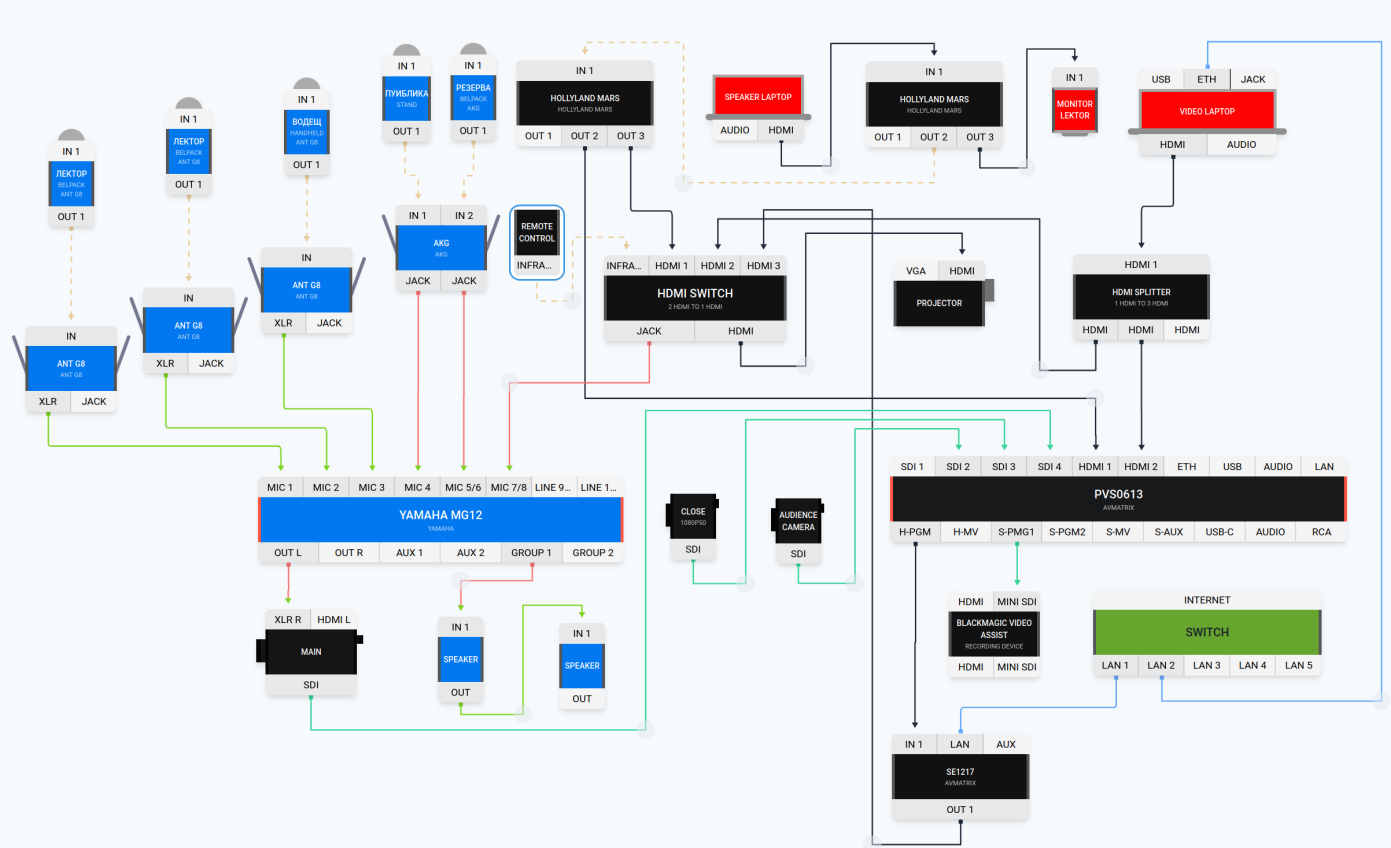 IN 1
ЛЕКТОР
BELPACK
ANT G8
OUT 1
IN 1
ЛЕКТОР
BELPACK
ANT G8
OUT 1
IN 1
ВОДЕЩ
HANDHELD
ANT G8
OUT 1
IN 1
ПУИБЛИКА
STAND
OUT 1
IN 1
РЕЗЕРВА
BELPACK
AKG
OUT 1
IN 1
HOLLYLAND MARS
HOLLYLAND MARS
OUT 1 OUT 2 OUT 3
SPEAKER LAPTOP
AUDIO HDMI
IN 1
HOLLYLAND MARS
HOLLYLAND MARS
OUT 1 OUT 2 OUT 3
IN 1
MONITOR
LEKTOR
USB ETH JACK
VIDEO LAPTOP
HDMI AUDIO
IN
ANT G8
ANT G8
XLR JACK
IN
ANT G8
ANT G8
XLR JACK
IN
ANT G8
ANT G8
XLR JACK
IN 1 IN 2
AKG
AKG
JACK JACK
REMOTE
CONTROL
INFRA...
INFRA... HDMI 1 HDMI 2 HDMI 3
HDMI SWITCH
2 HDMI TO 1 HDMI
JACK HDMI
VGA HDMI
PROJECTOR
HDMI 1
HDMI SPLITTER
1 HDMI TO 3 HDMI
HDMI HDMI HDMI
MIC 1 MIC 2 MIC 3 MIC 4 MIC 5/6 MIC 7/8 LINE 9... LINE 1...
YAMAHA MG12
YAMAHA
OUT L OUT R AUX 1 AUX 2 GROUP 1 GROUP 2
CLOSE
1080P50
SDI
AUDIENCE
CAMERA
SDI
SDI 1 SDI 2 SDI 3 SDI 4 HDMI 1 HDMI 2 ETH USB AUDIO LAN
PVS0613
AVMATRIX
H-PGM H-MV S-PMG1 S-PGM2 S-MV S-AUX USB-C AUDIO RCA
XLR R HDMI L
MAIN
SDI
IN 1
SPEAKER
OUT
IN 1
SPEAKER
OUT
HDMI MINI SDI
BLACKMAGIC VIDEO
ASSIST
RECORDING DEVICE
HDMI MINI SDI
INTERNET
SWITCH
LAN 1 LAN 2 LAN 3 LAN 4 LAN 5
IN 1 LAN AUX
SE1217
AVMATRIX
OUT 1